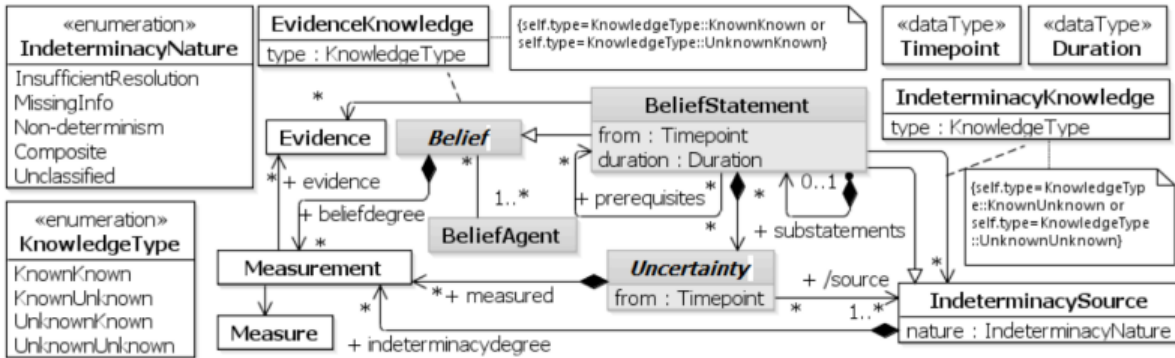 «enumeration»
IndeterminacyNature
InsufficientResolution
MissingInfo
Non-determinism
Composite
Unclassified
«enumeration»
KnowledgeType
KnownKnown
KnownUnknown
UnknownKnown
UnknownUnknown
EvidenceKnowledge
type : KnowledgeType
{self.type=KnowledgeType::KnownKnown or
self.type=KnowledgeType::UnknownKnown}
«dataType»
Timepoint
«dataType»
Duration
IndeterminacyKnowledge
type : KnowledgeType
{self.type=KnowledgeTyp
e::KnownUnknown or
self.type=KnowledgeType
::UnknownUnknown}
*
Evidence
*
+ evidence
Belief
*
1..*
BeliefAgent
+ beliefdegree
*
BeliefStatement
from : Timepoint
duration : Duration
*
*
+ prerequisites
*
*
*
0..1
*
+ substatements
*
Measurement
Measure
*
+ measured
Uncertainty
from : Timepoint
*
+ /source
1..*
*
IndeterminacySource
nature : IndeterminacyNature
*
+ indeterminacydegree